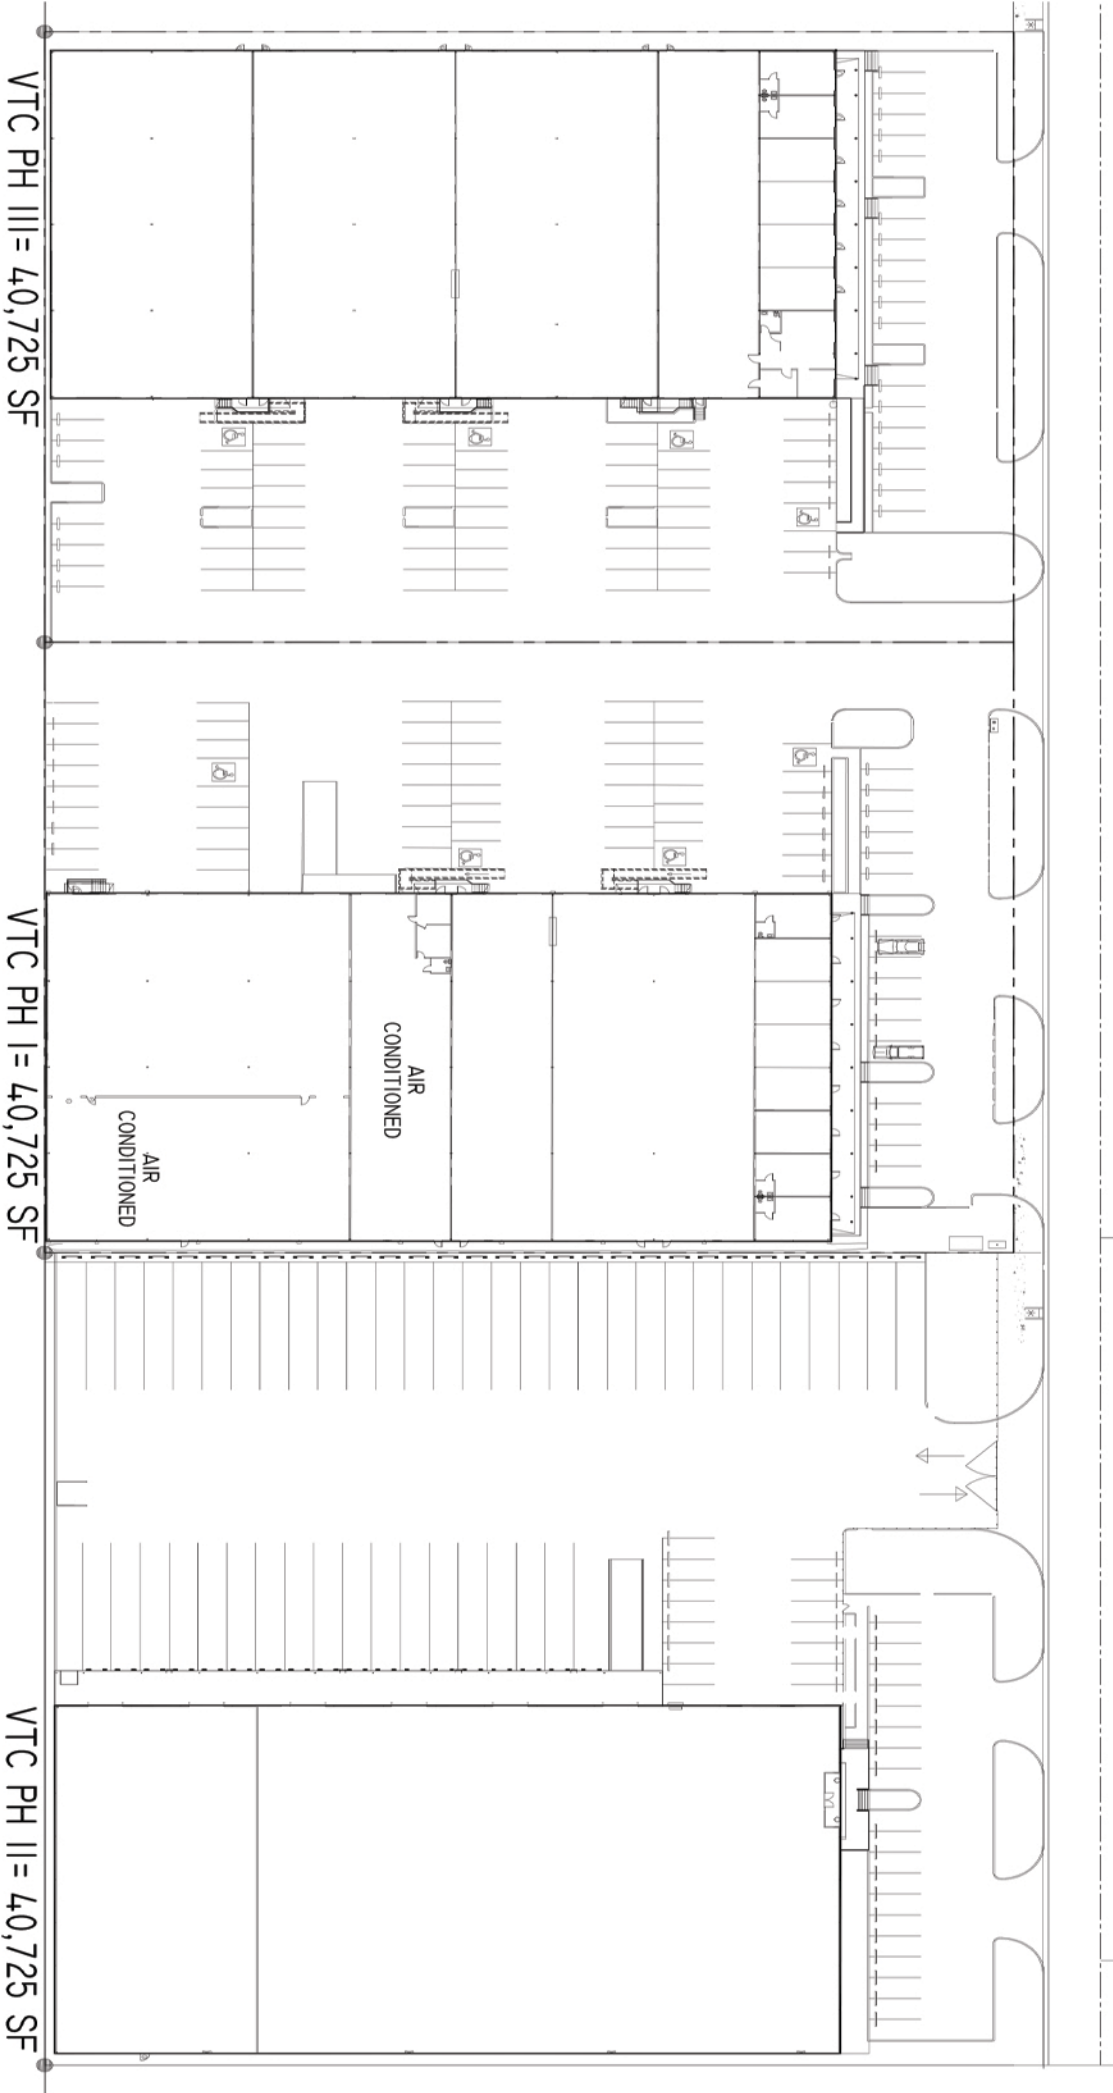 VTC PH III= 40,725 SF
VTC PH I= 40,725 SF
AIR
CONDITIONED
AIR
CONDITIONED
VTC PH II= 40,725 SF